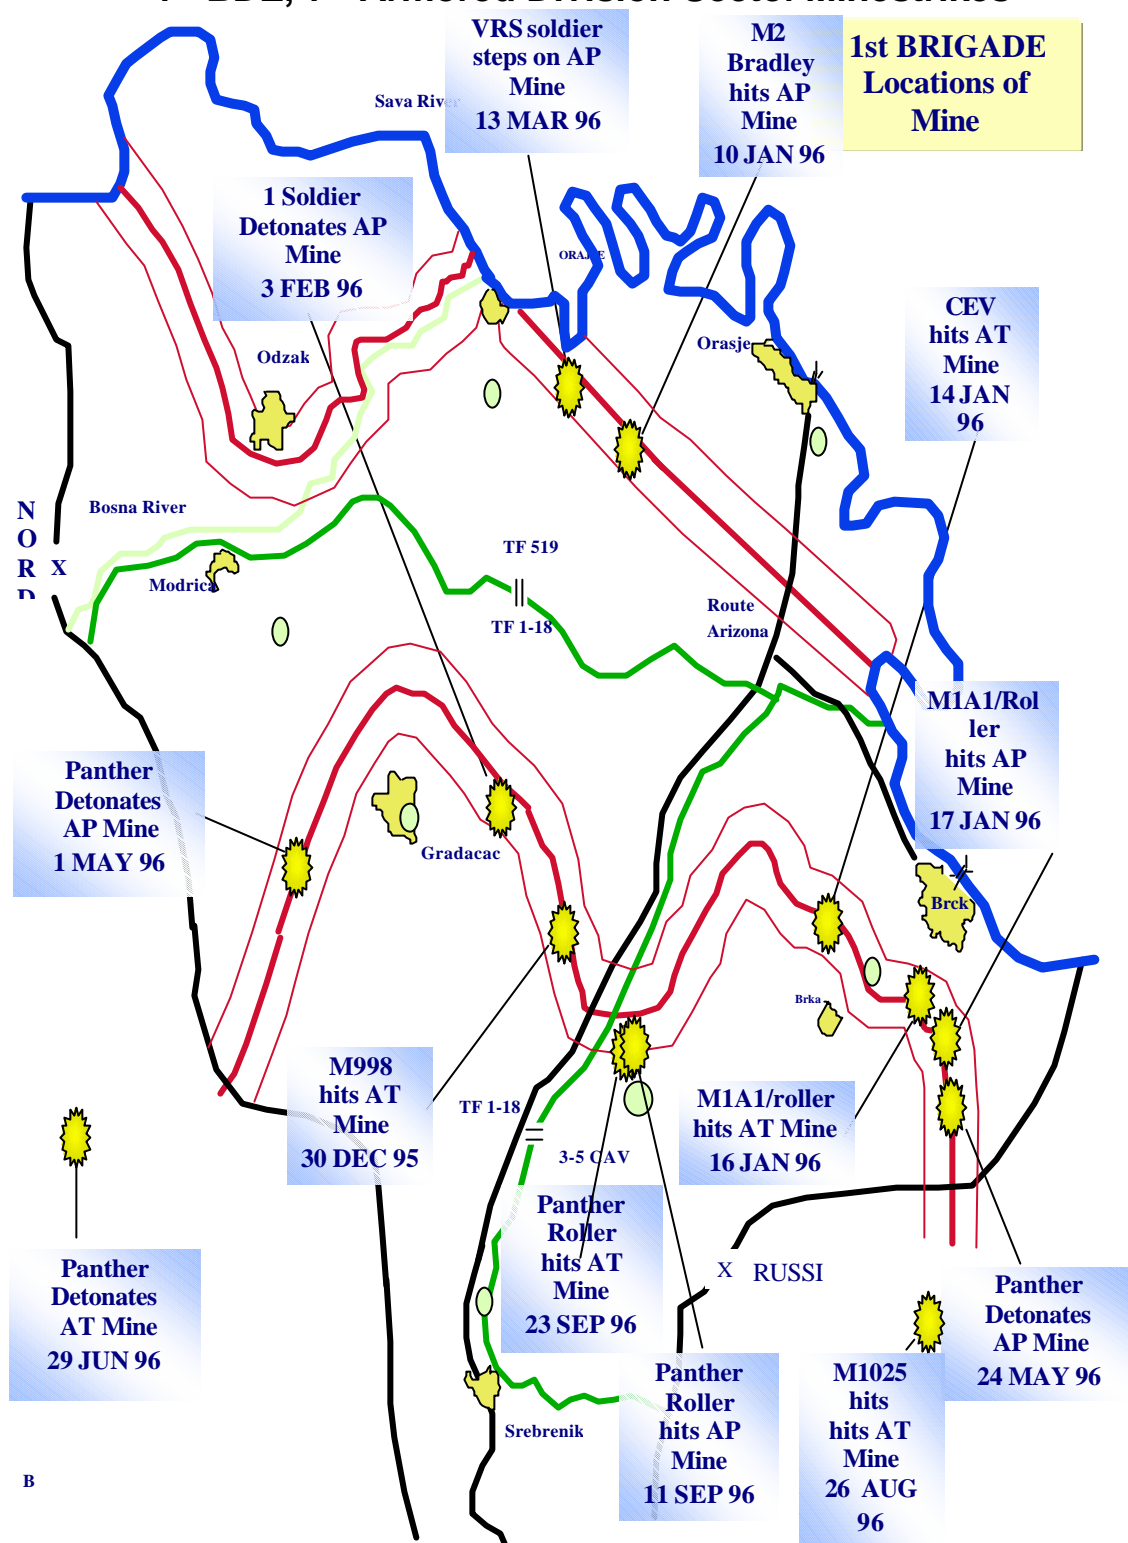 BDE, 1 Armored Division Sector Minestrikes
VRS soldier
steps on AP
Mine
13 MAR 96
M2
Bradley
hits AP
Mine
10 JAN 96
1st BRIGADE
Locations of
Mine
Sava River
1 Soldier
Detonates AP
Mine
3 FEB 96
CEV
hits AT
Mine
14 JAN
96
Orasje
Odzak
Bosna River
N
O
R
D
X
Modrica
TF 519
TF 1-18
Route
Arizona
M1A1/Rol
ler
hits AP
Mine
17 JAN 96
Panther
Detonates
AP Mine
1 MAY 96
Gradacac
Brck
Brka
M998
hits AT
Mine
30 DEC 95
TF 1-18
3-5 CAV
M1A1/roller
hits AT Mine
16 JAN 96
Panther
Roller
hits AT
Mine
23 SEP 96
Panther
Detonates
AT Mine
29 JUN 96
X RUSSI
Panther
Detonates
AP Mine
24 MAY 96
Panther
Roller
hits AP
Mine
11 SEP 96
M1025
hits
hits AT
Mine
26 AUG
96
Srebrenik
B